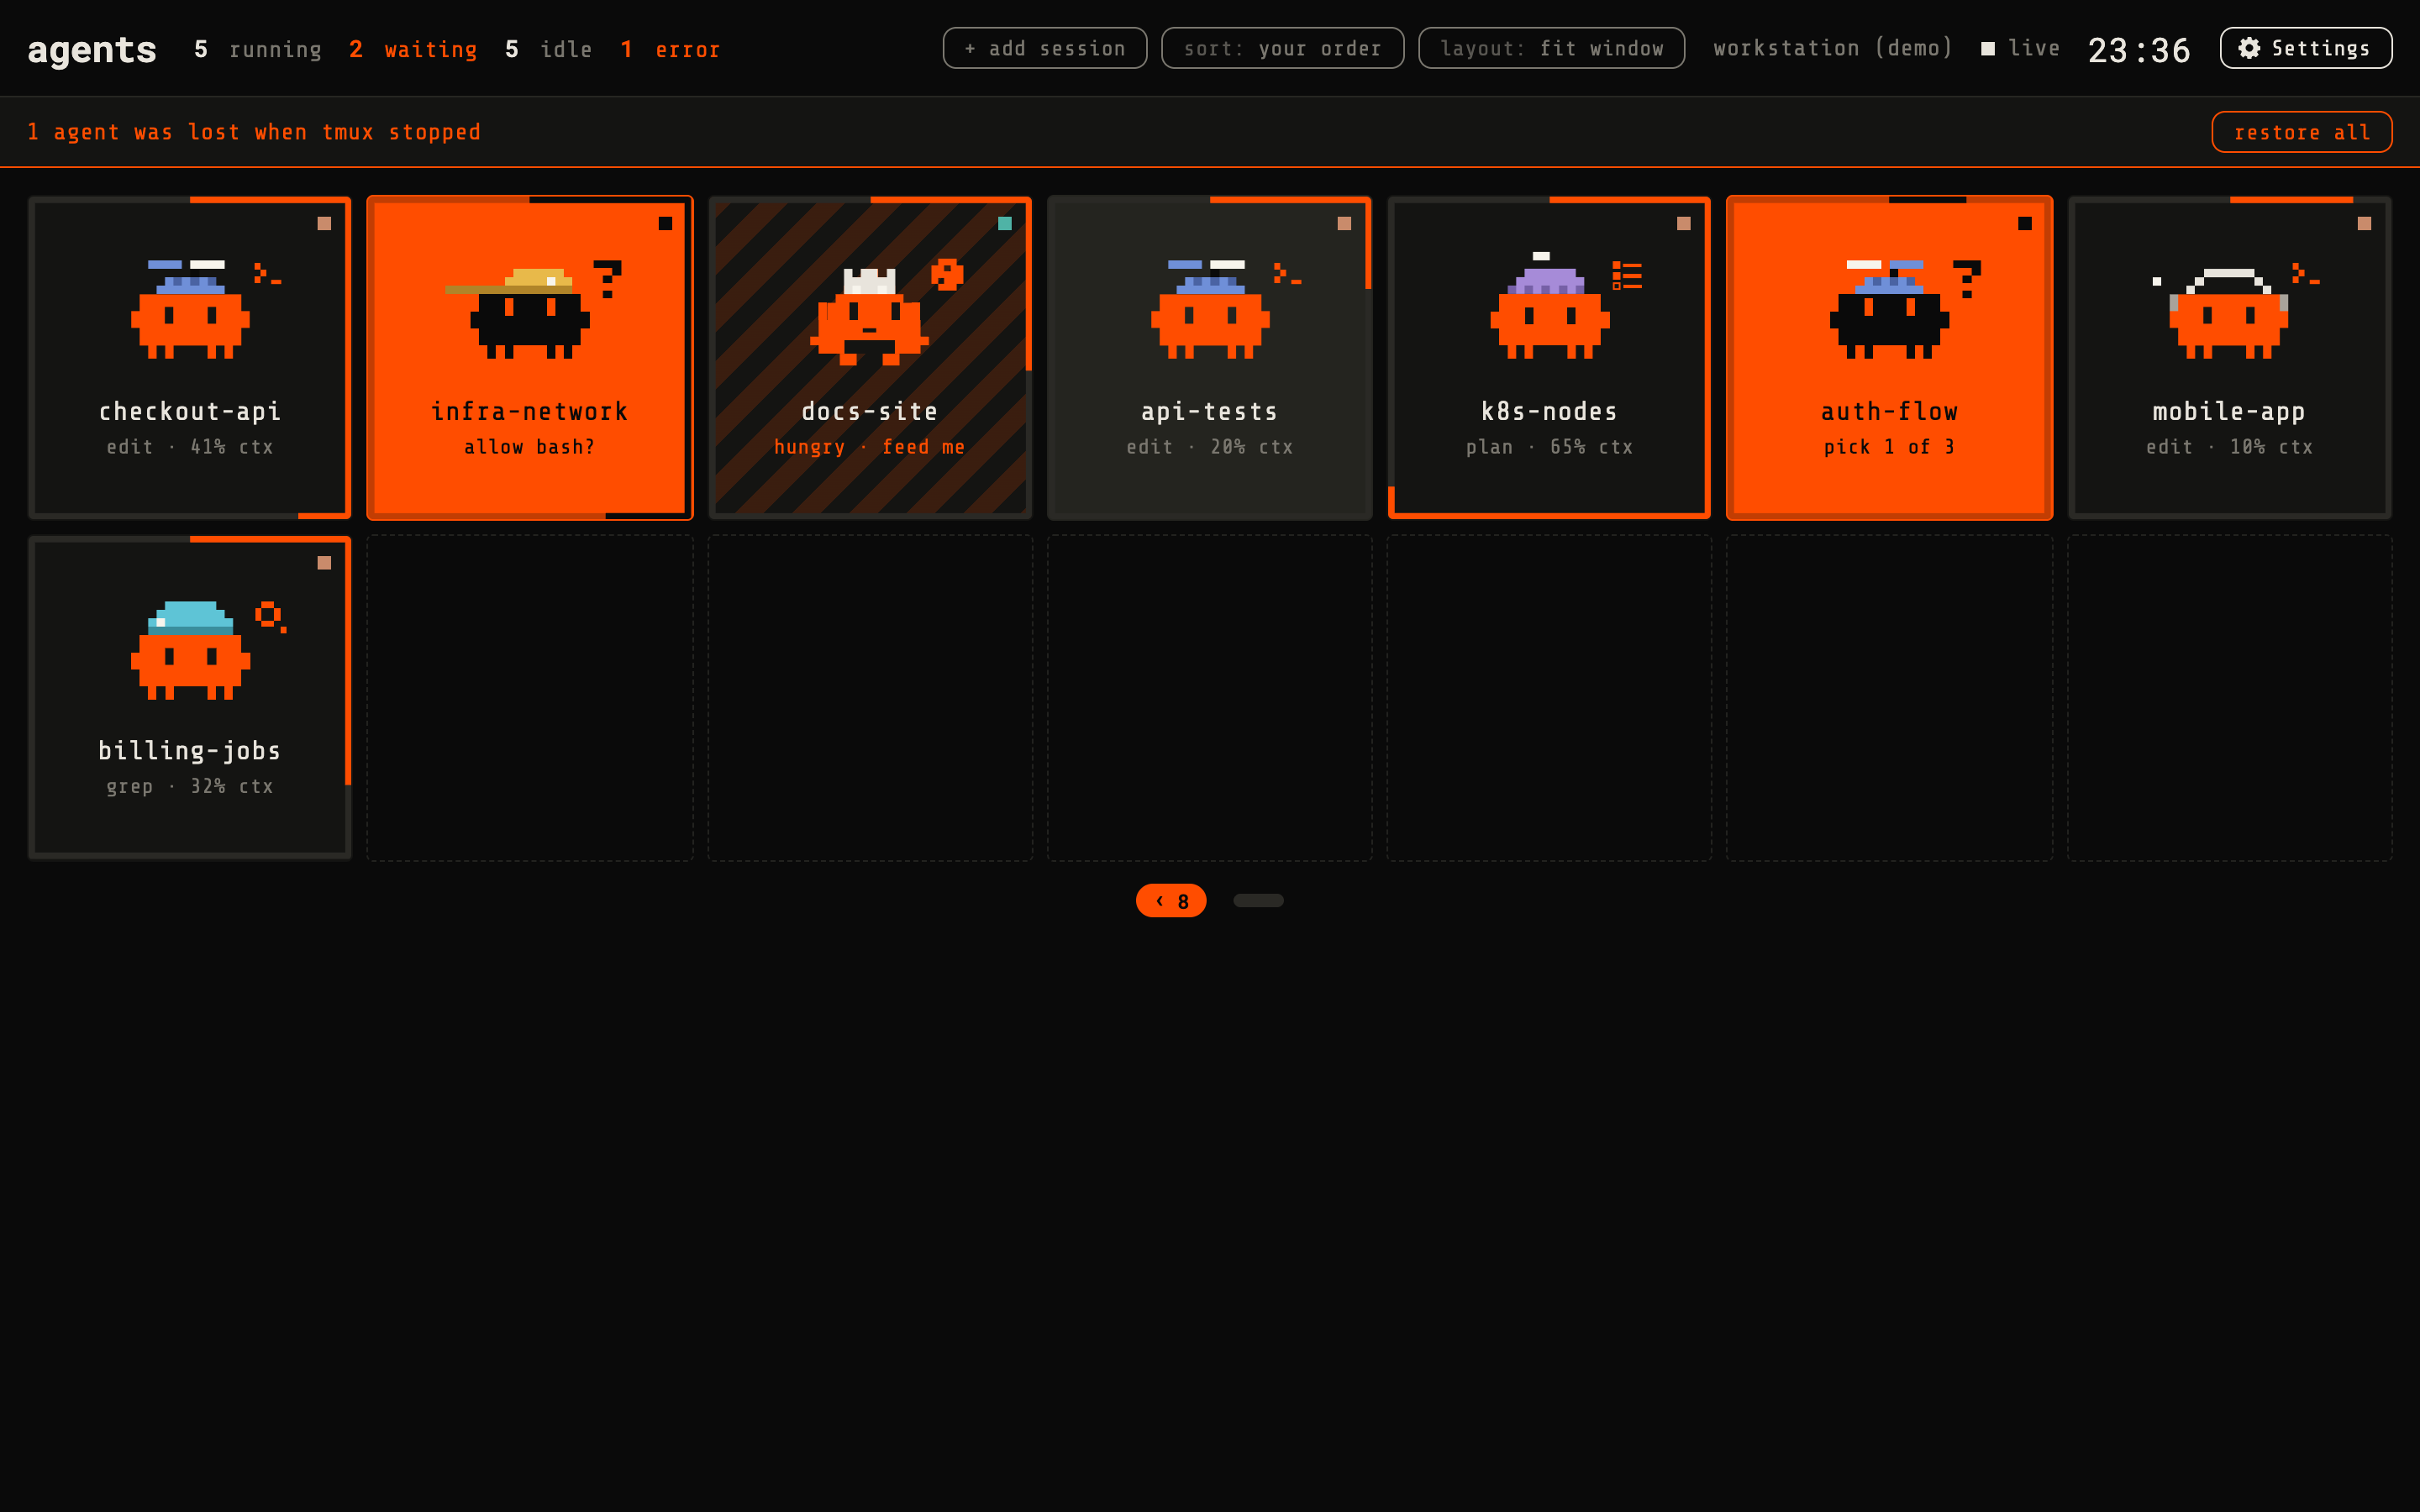 agents 5 running 2 waiting 5 idle 1 error + add session sort: your order layout: fit window workstation (demo) live 23:36 Settings
1 agent was lost when tmux stopped restore all
checkout-api
edit · 41% ctx
infra-network
allow bash?
docs-site
hungry · feed me
api-tests
edit · 20% ctx
k8s-nodes
plan · 65% ctx
auth-flow
pick 1 of 3
mobile-app
edit · 10% ctx
billing-jobs
grep · 32% ctx
‹ 8